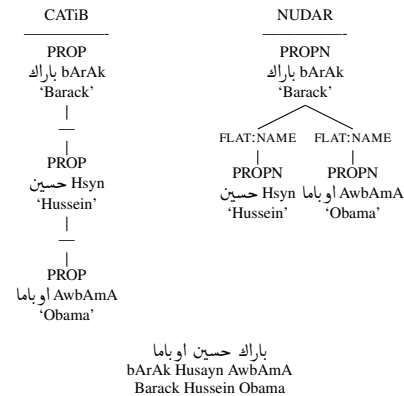 CATiB
PROP
باراك bArAk
‘Barack’
—
PROP
حسين Hsyn
‘Hussein’
—
PROP
اوباما AwbAmA
‘Obama’
NUDAR
PROPN
باراك bArAk
‘Barack’
FLAT:NAME FLAT:NAME
PROPN PROPN
حسين Hsyn اوباما AwbAmA
‘Hussein’ ‘Obama’
باراك حسين اوباما
bArAk Husayn AwbAmA
Barack Hussein Obama